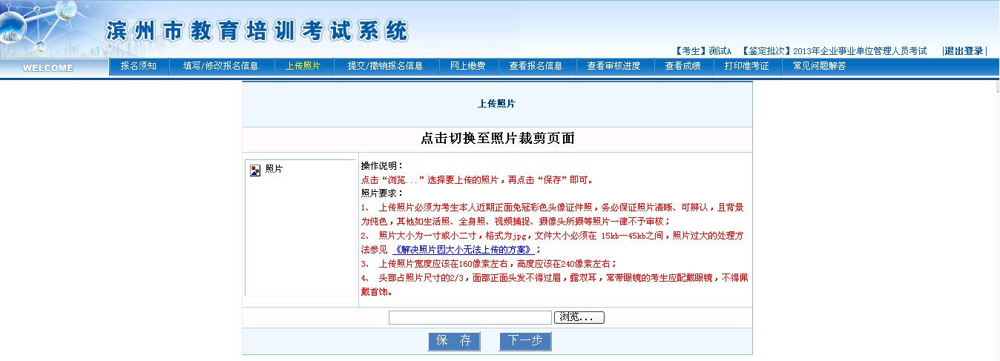 滨州市教育培训考试系统
【考生】测试A 【鉴定批次】2013年企业事业单位管理人员考试 |退出登录|
WELCOME 报名须知 填写/修改报名信息 上传照片 提交/撤销报名信息 网上缴费 查看报名信息 查看审核进度 查看成绩 打印准考证 常见问题解答
上传照片
点击切换至照片裁剪页面
照片
操作说明：
点击“浏览...”选择要上传的照片，再点击“保存”即可。
照片要求：
1、 上传照片必须为考生本人近期正面免冠彩色头像证件照，务必保证照片清晰、可辨认，且背景
为纯色，其他如生活照、全身照、视频捕捉、摄像头所摄等照片一律不予审核；
2、 照片大小为一寸或小二寸，格式为jpg，文件大小必须在 15kb—45kb之间，照片过大的处理方
法参见 《解决照片因大小无法上传的方案》；
3、 上传照片宽度应该在160像素左右，高度应该在240像素左右；
4、 头部占照片尺寸的2/3，面部正面头发不得过眉，露双耳，常带眼镜的考生应配戴眼镜，不得佩
戴首饰。
浏览...
保 存 下一步